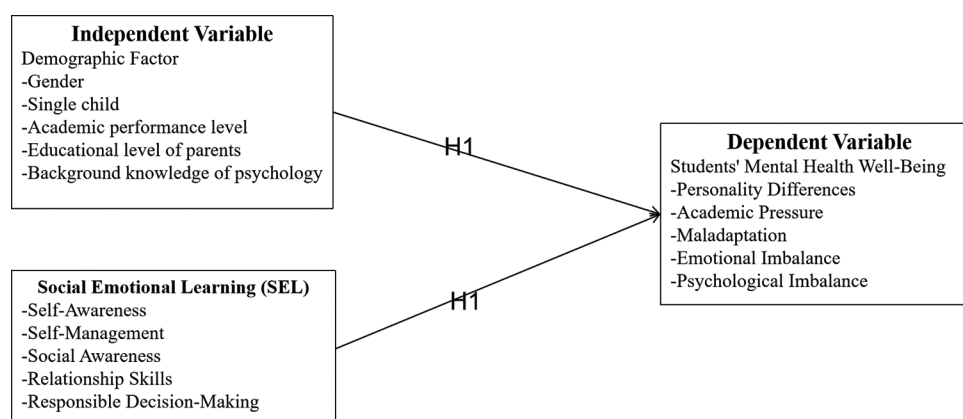 Independent Variable
Demographic Factor
-Gender
-Single child
-Academic performance level
-Educational level of parents
-Background knowledge of psychology
H1
Dependent Variable
Students' Mental Health Well-Being
-Personality Differences
-Academic Pressure
-Maladaptation
-Emotional Imbalance
-Psychological Imbalance
Social Emotional Learning (SEL)
-Self-Awareness
-Self-Management
-Social Awareness
-Relationship Skills
-Responsible Decision-Making
H1